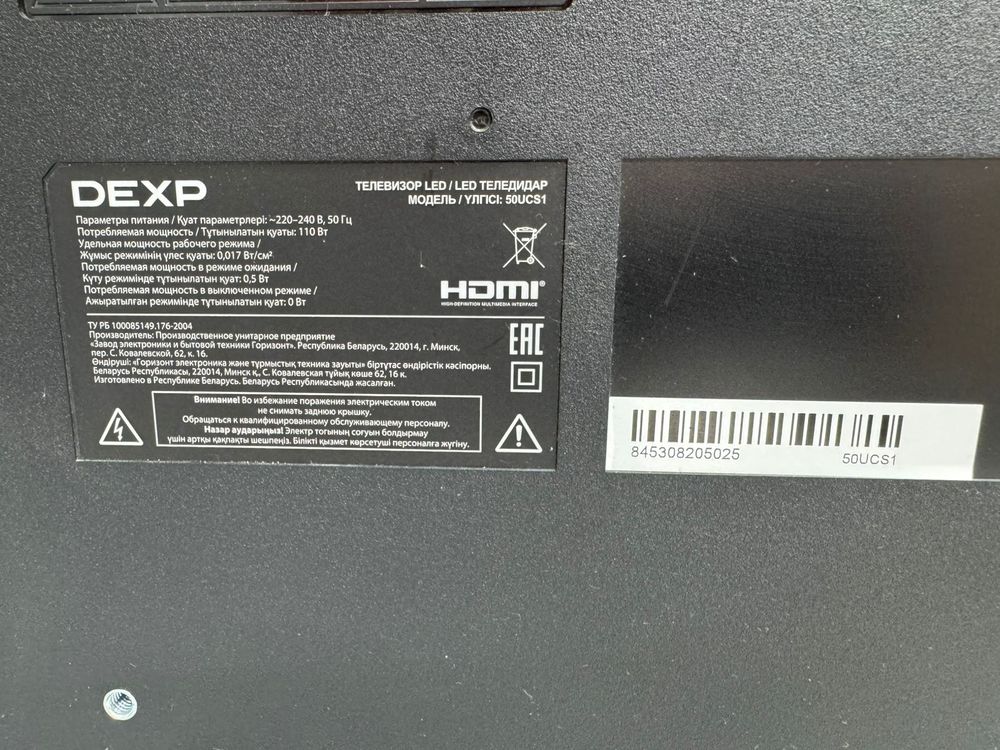 DEXP
ТЕЛЕВИЗОР LED / LED ТЕЛЕДИДАР
МОДЕЛЬ / ҮЛГІСІ: 50UCS1
Параметры питания / Қуат параметрлері: ~220–240 В, 50 Гц
Потребляемая мощность / Тұтынылатын қуаты: 110 Вт
Удельная мощность рабочего режима /
Жұмыс режимінің үлес қуаты: 0,017 Вт/см²
Потребляемая мощность в режиме ожидания /
Күту режимінде тұтынылатын қуат: 0,5 Вт
Потребляемая мощность в выключенном режиме /
Ажыратылған режимінде тұтынылатын қуат: 0 Вт
HDMI®
HIGH-DEFINITION MULTIMEDIA INTERFACE
ТУ РБ 100085149.176-2004
Производитель: Производственное унитарное предприятие
«Завод электроники и бытовой техники Горизонт». Республика Беларусь, 220014, г. Минск,
пер. С. Ковалевской, 62, к. 16.
Өндіруші: «Горизонт электроника және тұрмыстық техника зауыты» біртұтас өндірістік кәсіпорны.
Беларусь Республикасы, 220014, Минск қ., С. Ковалевская тұйық көше 62, 16 к.
Изготовлено в Республике Беларусь. Беларусь Республикасында жасалған.
EAC
Внимание! Во избежание поражения электрическим током
не снимать заднюю крышку.
Обращаться к квалифицированному обслуживающему персоналу.
Назар аударыңыз! Электр тогының соғуын болдырмау
үшін артқы қақпақты шешпеңіз. Білікті қызмет көрсетуші персоналға жүгіну.
845308205025
50UCS1